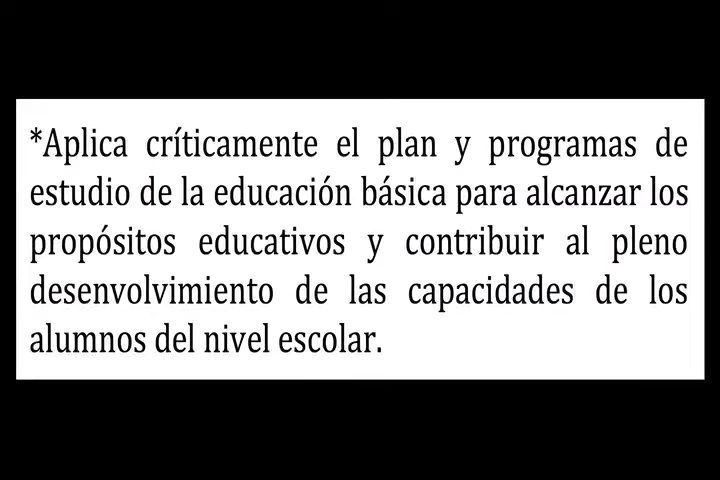 *Aplica críticamente el plan y programas de
estudio de la educación básica para alcanzar los
propósitos educativos y contribuir al pleno
desenvolvimiento de las capacidades de los
alumnos del nivel escolar.